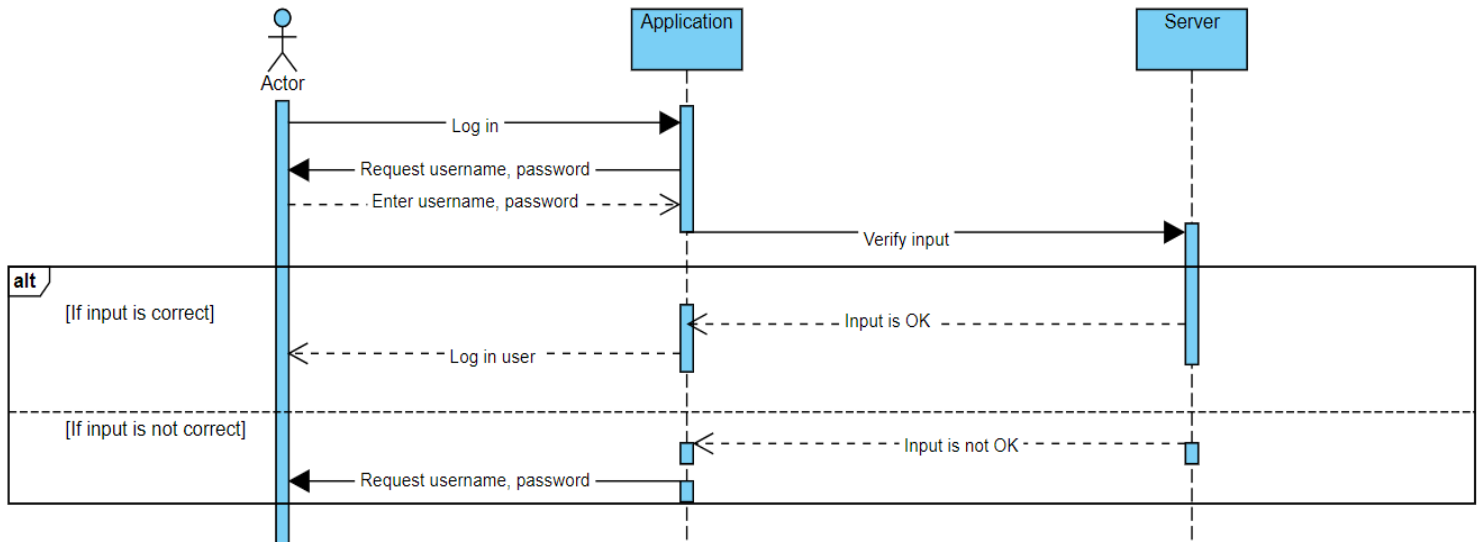 Application
Server
Actor
Log in
Request username, password
Enter username, password
Verify input
alt
[If input is correct]
Input is OK
Log in user
[If input is not correct]
Input is not OK
Request username, password